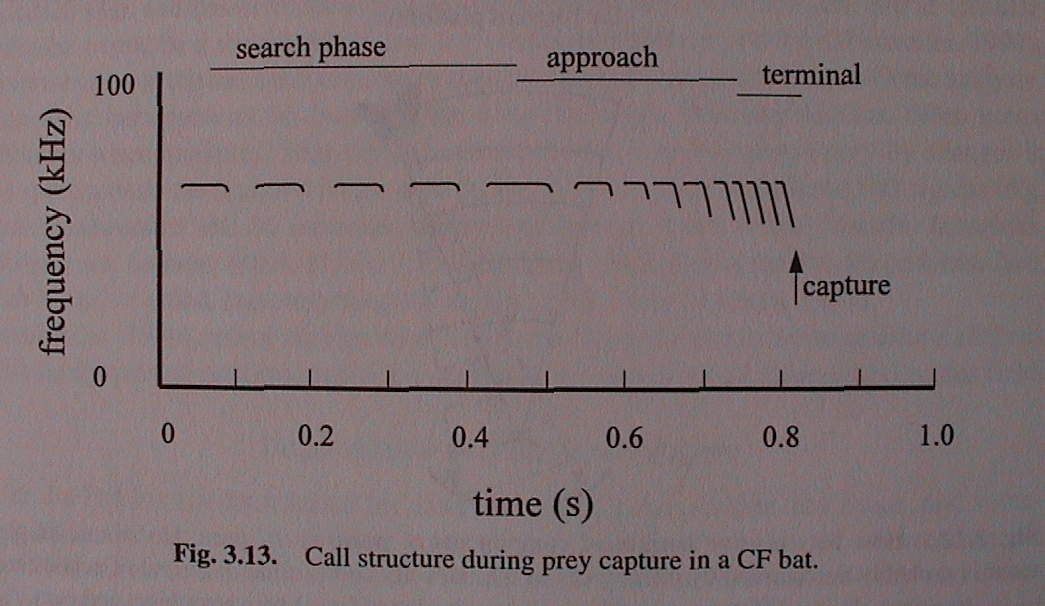 search phase
approach
terminal
100
frequency (kHz)
capture
0
0 0.2 0.4 0.6 0.8 1.0
time (s)
Fig. 3.13. Call structure during prey capture in a CF bat.